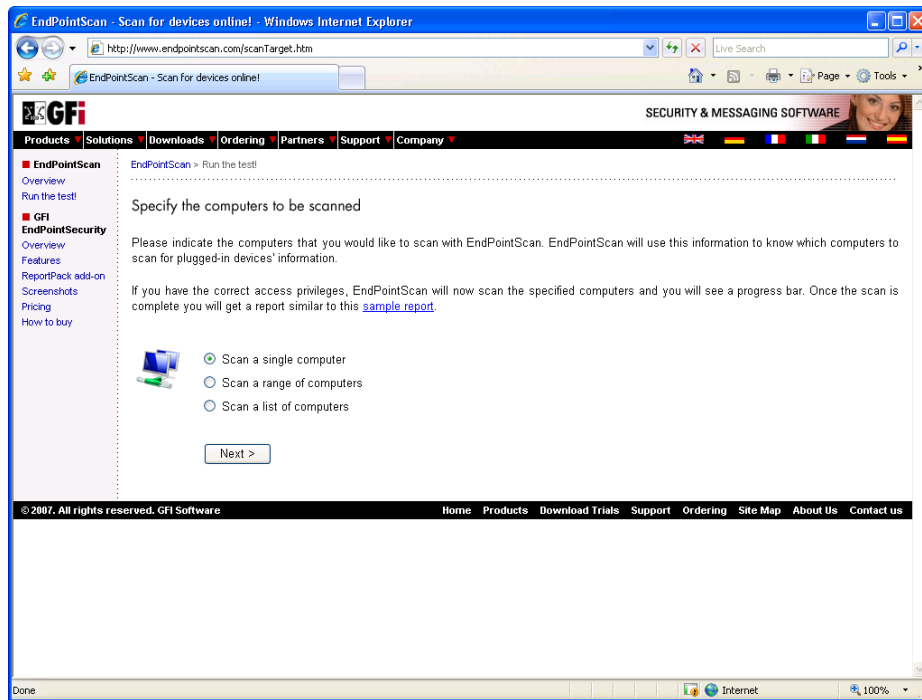 EndPointScan - Scan for devices online! - Windows Internet Explorer
http://www.endpointscan.com/scanTarget.htm
Live Search
EndPointScan - Scan for devices online!
Page
Tools
GFi
SECURITY & MESSAGING SOFTWARE
Products Solutions Downloads Ordering Partners Support Company
EndPointScan
Overview
Run the test!
GFI
EndPointSecurity
Overview
Features
ReportPack add-on
Screenshots
Pricing
How to buy
EndPointScan > Run the test!
Specify the computers to be scanned
Please indicate the computers that you would like to scan with EndPointScan. EndPointScan will use this information to know which computers to
scan for plugged-in devices' information.
If you have the correct access privileges, EndPointScan will now scan the specified computers and you will see a progress bar. Once the scan is
complete you will get a report similar to this sample report.
Scan a single computer
Scan a range of computers
Scan a list of computers
Next >
© 2007. All rights reserved. GFI Software
Home Products Download Trials Support Ordering Site Map About Us Contact us
Done
Internet
100%